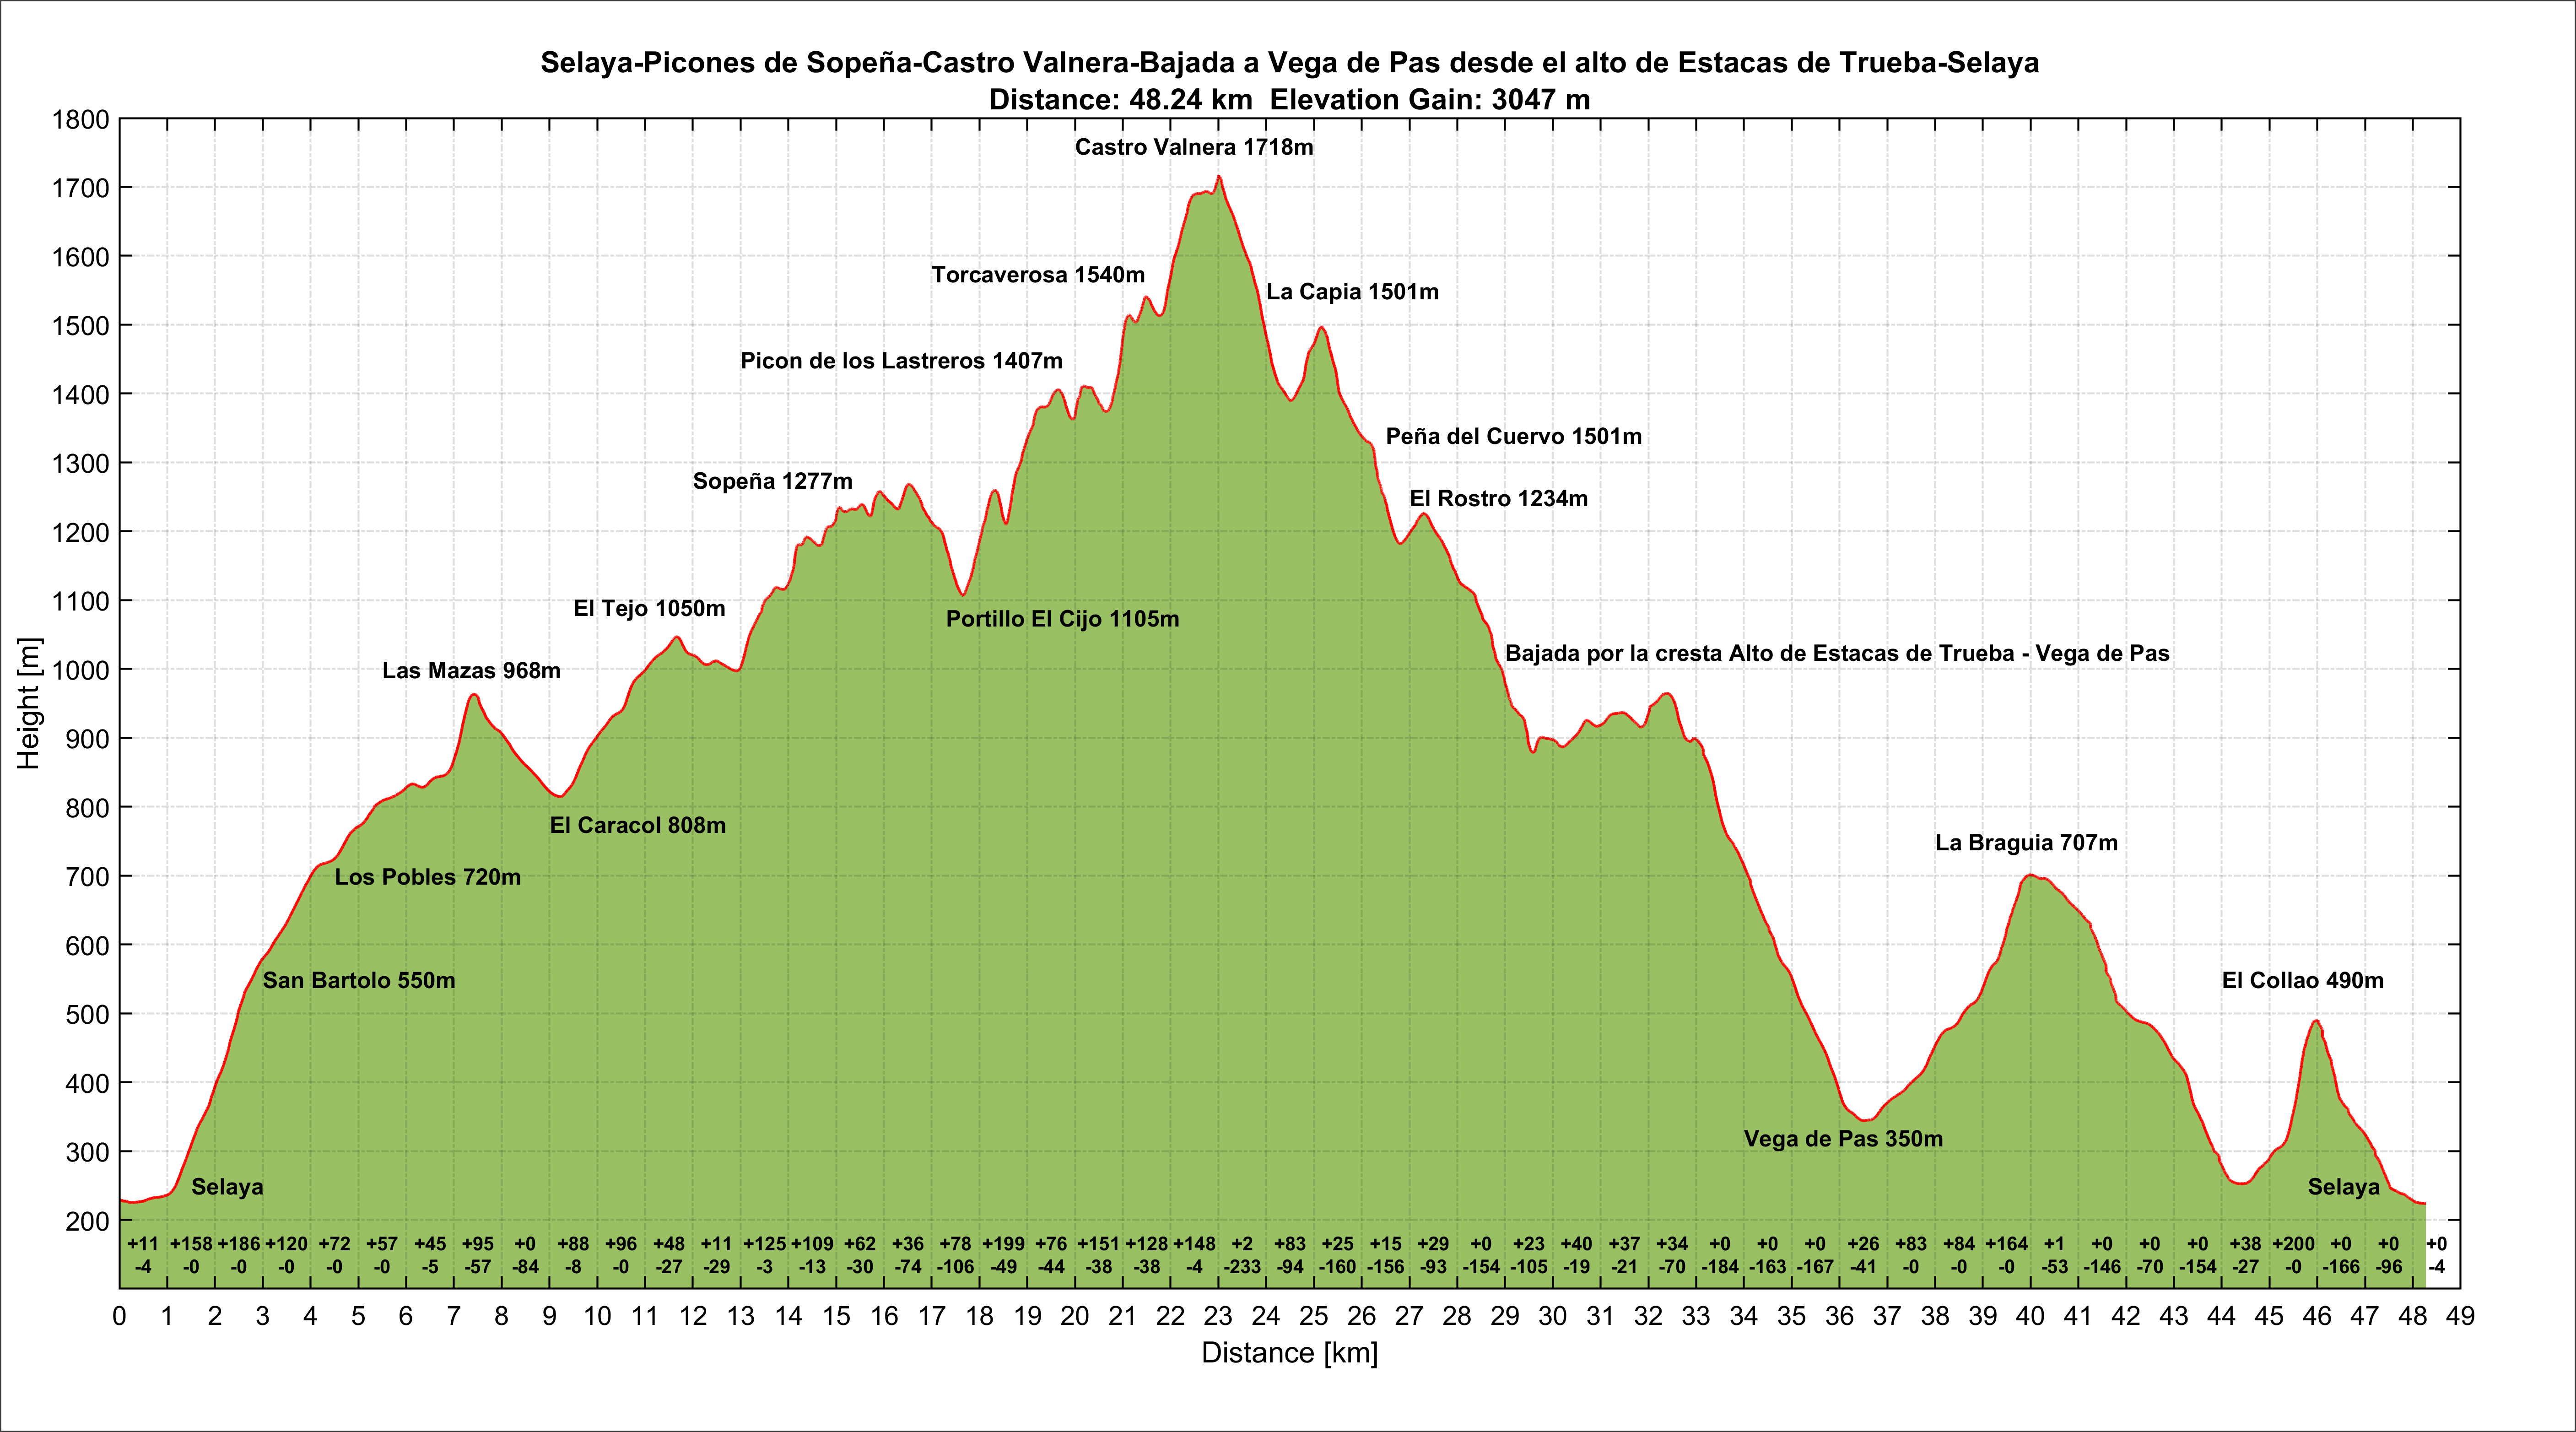 Selaya-Picones de Sopeña-Castro Valnera-Bajada a Vega de Pas desde el alto de Estacas de Trueba-Selaya
Distance: 48.24 km  Elevation Gain: 3047 m
1800
Castro Valnera 1718m
1700
1600
Torcaverosa 1540m
La Capia 1501m
1500
Picon de los Lastreros 1407m
1400
Peña del Cuervo 1501m
1300
Sopeña 1277m
El Rostro 1234m
1200
1100
El Tejo 1050m
Portillo El Cijo 1105m
Bajada por la cresta Alto de Estacas de Trueba - Vega de Pas
1000
Las Mazas 968m
Height [m]
900
800
El Caracol 808m
La Braguia 707m
700
Los Pobles 720m
600
San Bartolo 550m
El Collao 490m
500
400
300
Vega de Pas 350m
Selaya
Selaya
200
+11 +158 +186 +120 +72 +57 +45 +95 +0 +88 +96 +48 +11 +125 +109 +62 +36 +78 +199 +76 +151 +128 +148 +2 +83 +25 +15 +29 +0 +23 +40 +37 +34 +0 +0 +0 +26 +83 +84 +164 +1 +0 +0 +0 +38 +200 +0 +0 +0
-4 -0 -0 -0 -0 -0 -5 -57 -84 -8 -0 -27 -29 -3 -13 -30 -74 -106 -49 -44 -38 -38 -4 -233 -94 -160 -156 -93 -154 -105 -19 -21 -70 -184 -163 -167 -41 -0 -0 -0 -53 -146 -70 -154 -27 -0 -166 -96 -4
0 1 2 3 4 5 6 7 8 9 10 11 12 13 14 15 16 17 18 19 20 21 22 23 24 25 26 27 28 29 30 31 32 33 34 35 36 37 38 39 40 41 42 43 44 45 46 47 48 49
Distance [km]